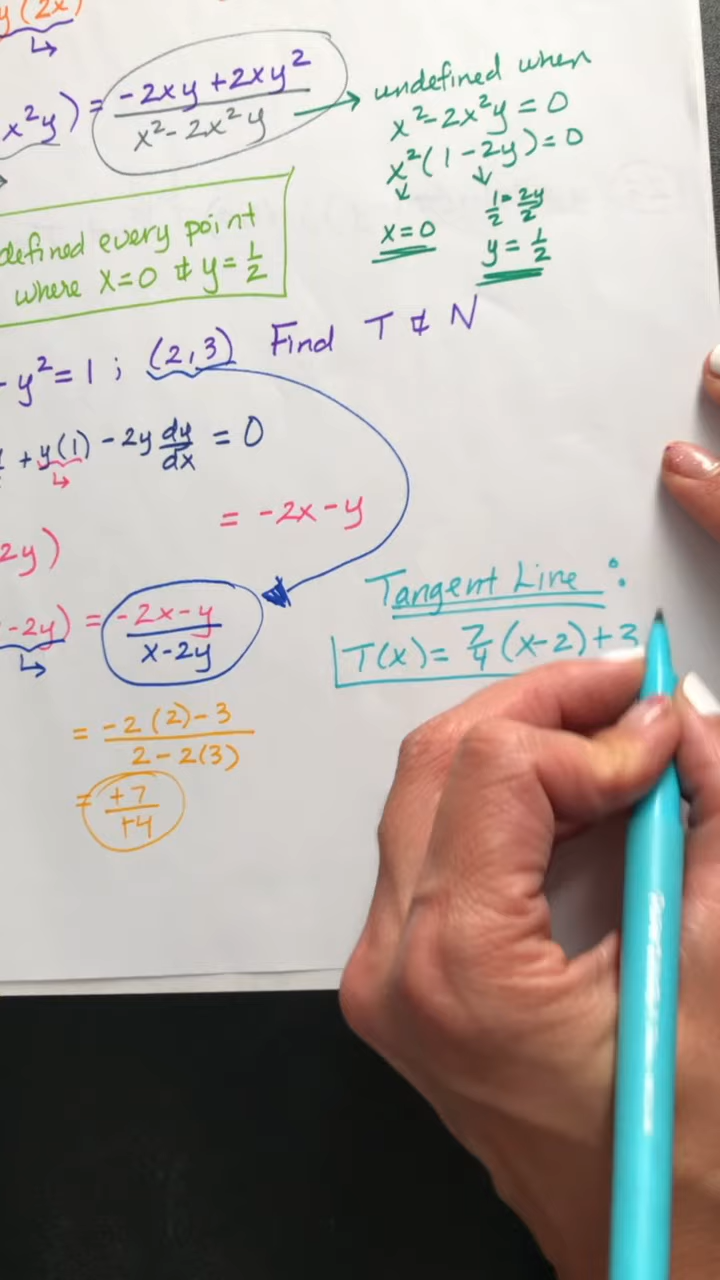 y(2x)
x²y) = -2xy + 2xy² / x² - 2x²y
undefined when
x² - 2x²y = 0
x²(1 - 2y) = 0
x = 0
1/2 = 2y/2
y = 1/2
defined every point
where x = 0 & y = 1/2
- y² = 1 ; (2,3) Find T & N
+ y(1) - 2y dy/dx = 0
= -2x - y
2y)
- 2y) = -2x - y / x - 2y
= -2(2) - 3 / 2 - 2(3)
= +7 / +4
Tangent Line :
T(x) = 7/4 (x - 2) + 3